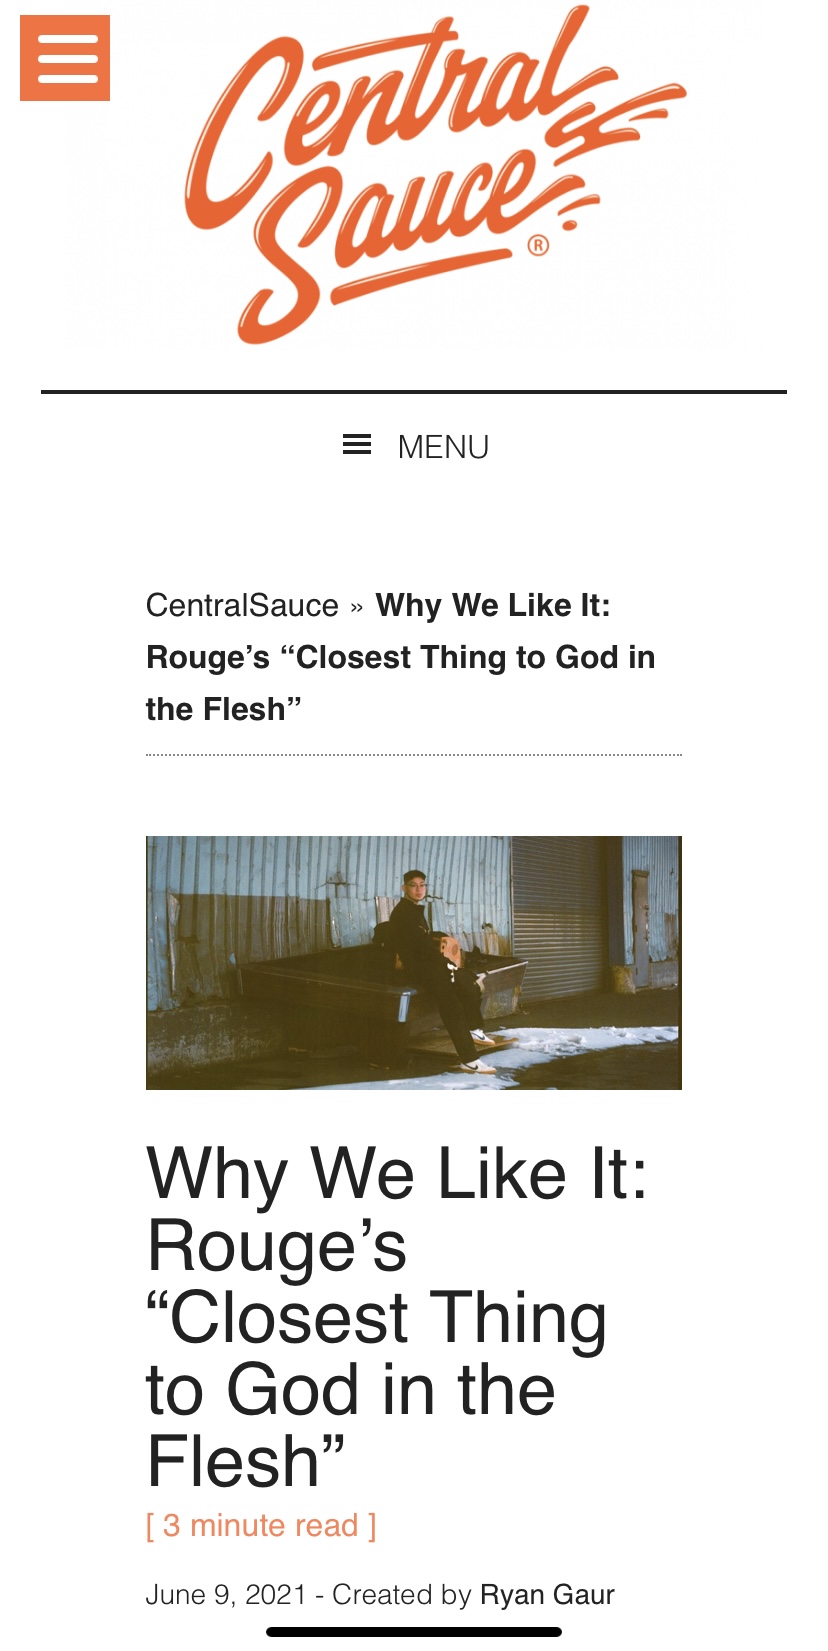 Central
Sauce
®
MENU
CentralSauce » Why We Like It:
Rouge’s “Closest Thing to God in
the Flesh”
Why We Like It:
Rouge’s
“Closest Thing
to God in the
Flesh”
[ 3 minute read ]
June 9, 2021 - Created by Ryan Gaur